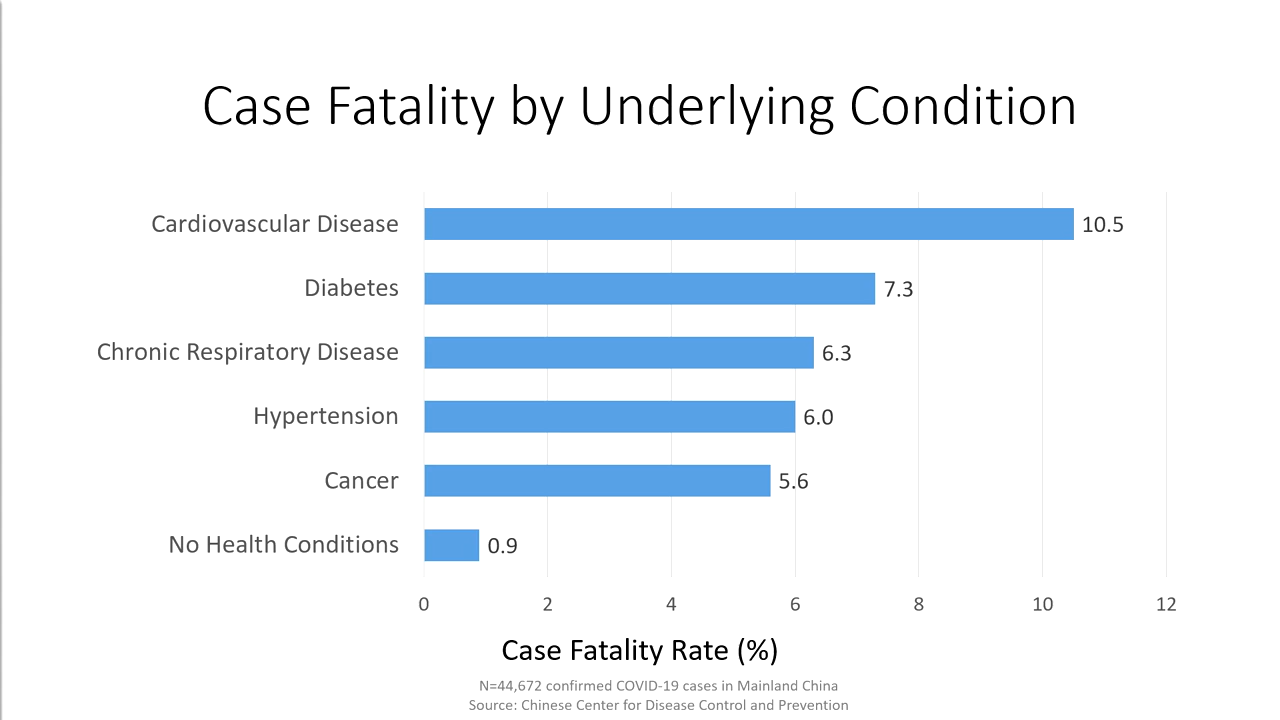 Case Fatality by Underlying Condition
Cardiovascular Disease 10.5
Diabetes 7.3
Chronic Respiratory Disease 6.3
Hypertension 6.0
Cancer 5.6
No Health Conditions 0.9
0 2 4 6 8 10 12
Case Fatality Rate (%)
N=44,672 confirmed COVID-19 cases in Mainland China
Source: Chinese Center for Disease Control and Prevention